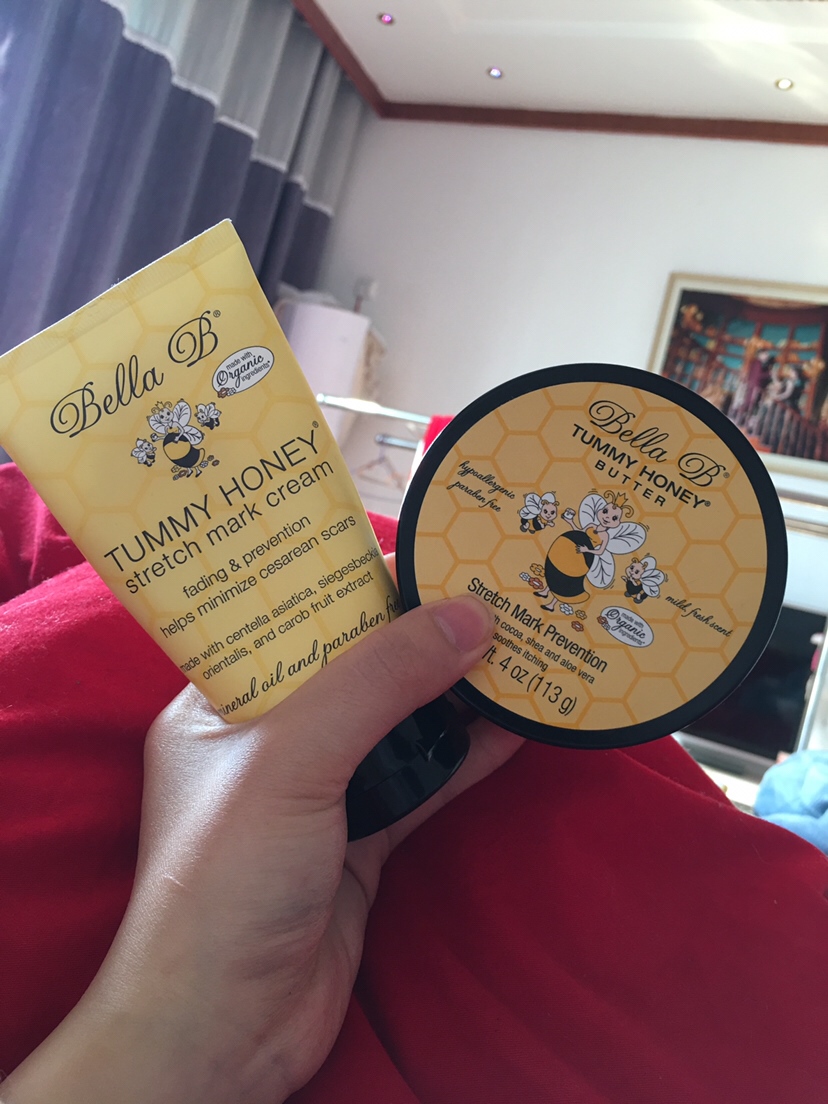 Bella B®
made with
Organic
ingredients*
TUMMY HONEY®
stretch mark cream
fading & prevention
helps minimize cesarean scars
made with centella asiatica, siegesbeckia
orientalis, and carob fruit extract
mineral oil and paraben
Bella B®
TUMMY HONEY®
BUTTER
hypoallergenic
paraben free
mild fresh scent
made with
Organic
ingredients*
Stretch Mark Prevention
cocoa, shea and aloe vera
soothes itching
4 oz (113 g)